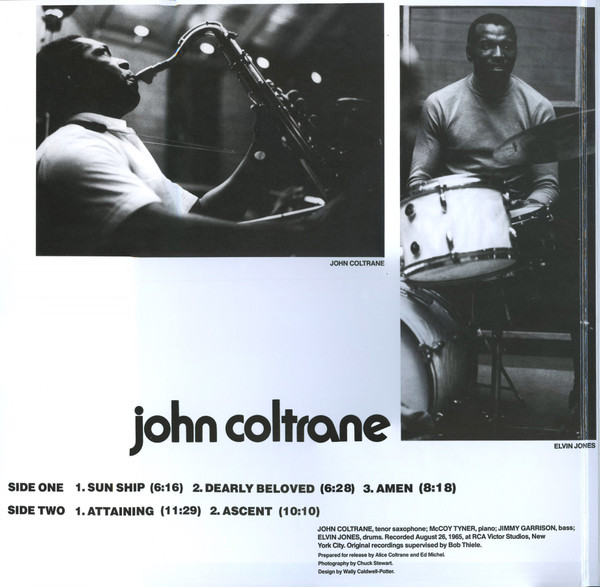 JOHN COLTRANE
ELVIN JONES
john coltrane
SIDE ONE 1. SUN SHIP (6:16) 2. DEARLY BELOVED (6:28) 3. AMEN (8:18)
SIDE TWO 1. ATTAINING (11:29) 2. ASCENT (10:10)
JOHN COLTRANE, tenor saxophone; McCOY TYNER, piano; JIMMY GARRISON, bass;
ELVIN JONES, drums. Recorded August 26, 1965, at RCA Victor Studios, New
York City. Original recordings supervised by Bob Thiele.
Prepared for release by Alice Coltrane and Ed Michel.
Photography by Chuck Stewart.
Design by Wally Caldwell-Potter.